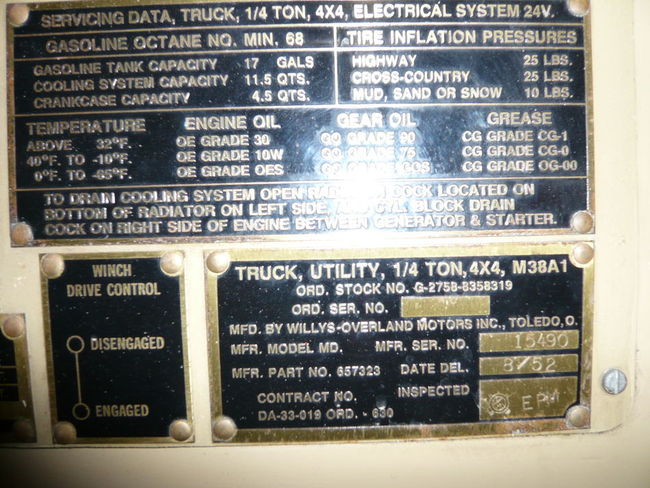 SERVICING DATA, TRUCK, 1/4 TON, 4X4, ELECTRICAL SYSTEM 24V.
GASOLINE OCTANE NO. MIN. 68
GASOLINE TANK CAPACITY 17 GALS
COOLING SYSTEM CAPACITY 11.5 QTS.
CRANKCASE CAPACITY 4.5 QTS.
TIRE INFLATION PRESSURES
HIGHWAY 25 LBS.
CROSS-COUNTRY 25 LBS.
MUD, SAND OR SNOW 10 LBS.
TEMPERATURE ENGINE OIL GEAR OIL GREASE
ABOVE 32°F. OE GRADE 30 GO GRADE 90 CG GRADE CG-1
40°F. TO -10°F. OE GRADE 10W GO GRADE 75 CG GRADE CG-0
0°F. TO -65°F. OE GRADE OES GO GRADE GOS CG GRADE OG-00
TO DRAIN COOLING SYSTEM OPEN RADIATOR COCK LOCATED ON
BOTTOM OF RADIATOR ON LEFT SIDE, AND CYL. BLOCK DRAIN
COCK ON RIGHT SIDE OF ENGINE BETWEEN GENERATOR & STARTER.
WINCH
DRIVE CONTROL
DISENGAGED
ENGAGED
TRUCK, UTILITY, 1/4 TON, 4X4, M38A1
ORD. STOCK NO. G-2758-8358319
ORD. SER. NO.
MFD. BY WILLYS-OVERLAND MOTORS INC., TOLEDO, O.
MFR. MODEL MD. MFR. SER. NO. 15490
MFR. PART NO. 657323 DATE DEL. 8/52
CONTRACT NO. INSPECTED EPM
DA-33-019 ORD. - 630